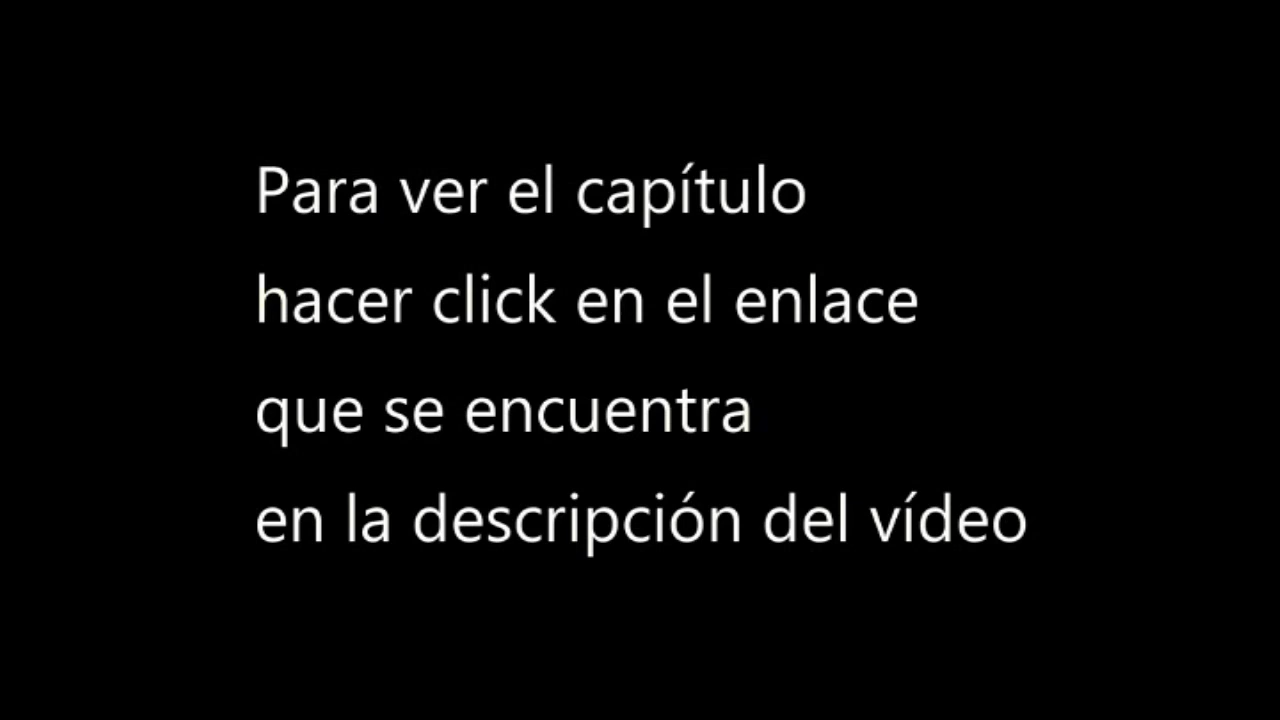 Para ver el capítulo
hacer click en el enlace
que se encuentra
en la descripción del vídeo